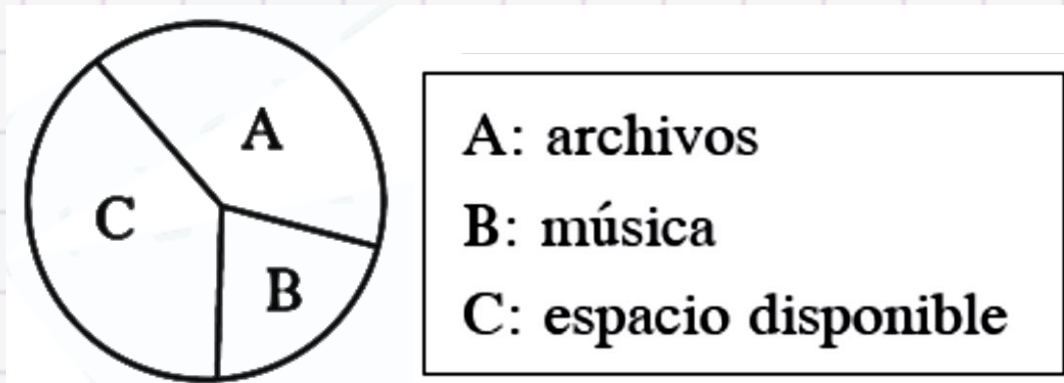 A
C
B
A: archivos
B: música
C: espacio disponible